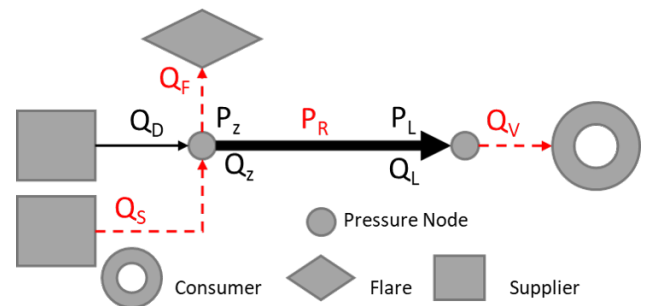 Q_F
Q_D
P_z
P_R
P_L
Q_V
Q_z
Q_L
Q_S
Pressure Node
Consumer
Flare
Supplier